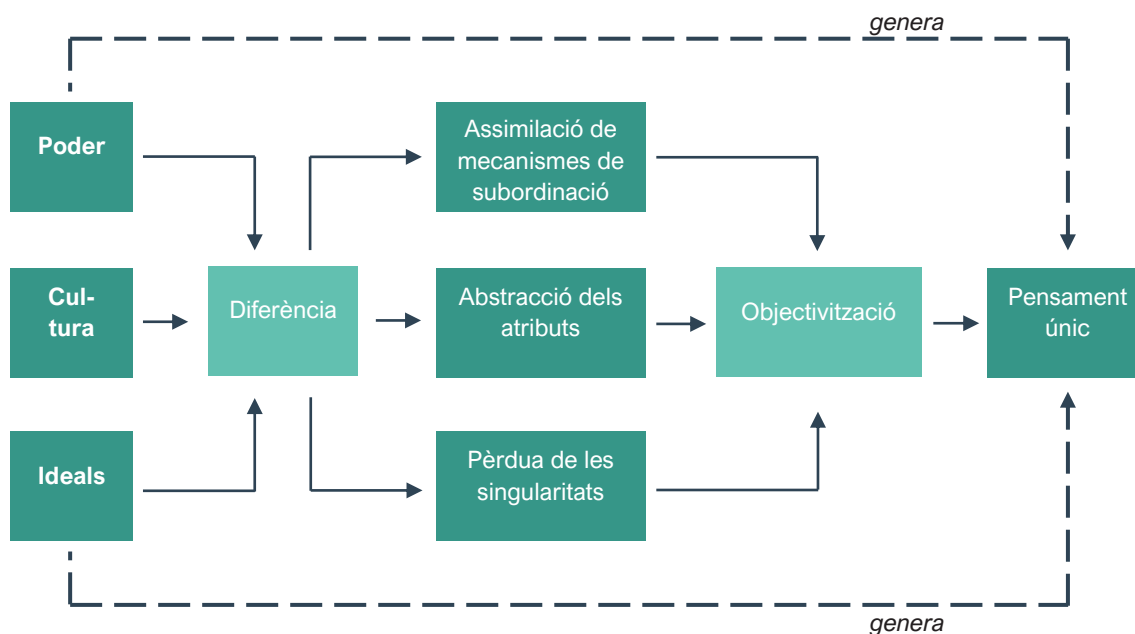 genera
Poder
Assimilació de
mecanismes de
subordinació
Cul-
tura
Diferència
Abstracció dels
atributs
Objectivització
Pensament
únic
Ideals
Pèrdua de les
singularitats
genera